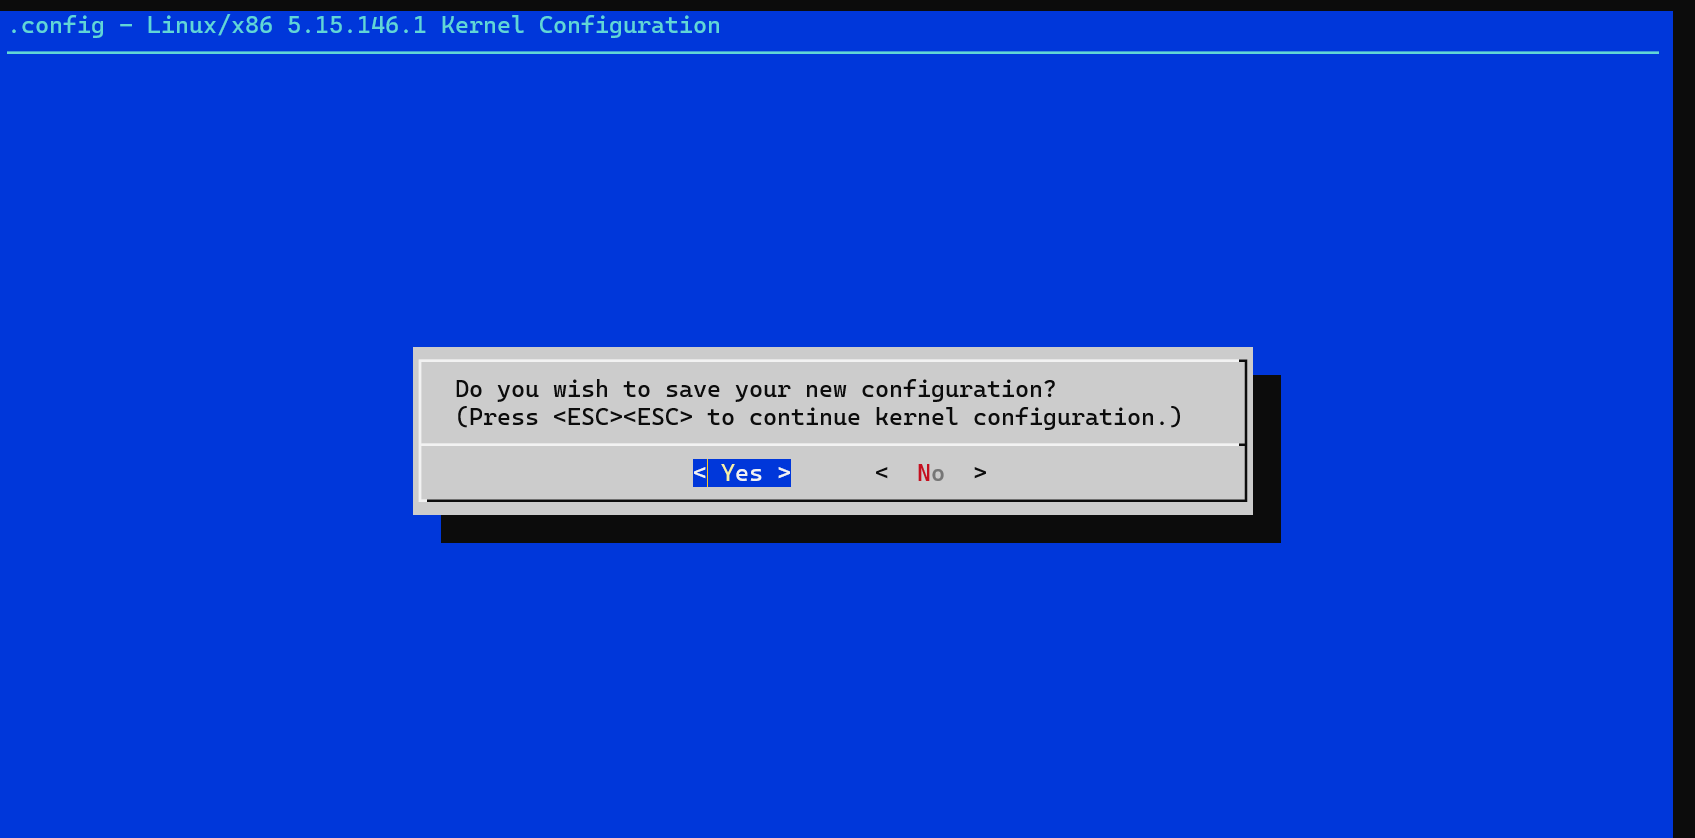 .config - Linux/x86 5.15.146.1 Kernel Configuration
Do you wish to save your new configuration?
(Press <ESC><ESC> to continue kernel configuration.)
< Yes >      <  No  >